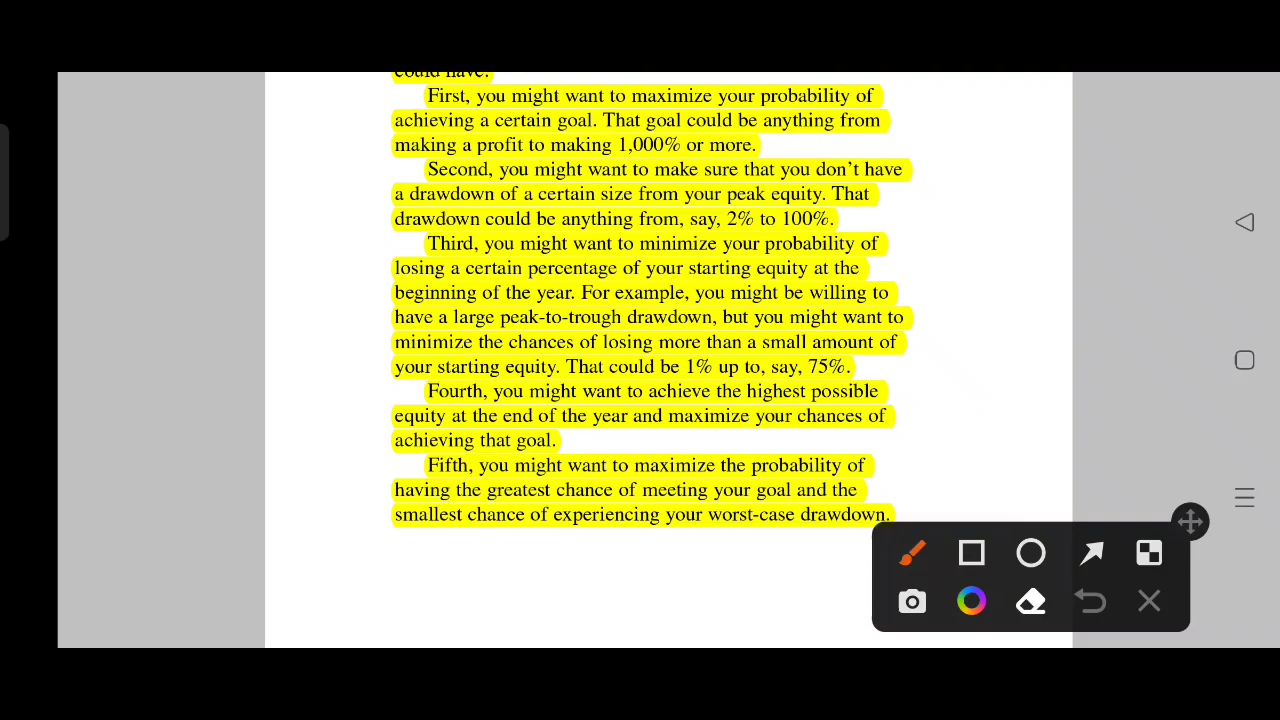 could have.
First, you might want to maximize your probability of
achieving a certain goal. That goal could be anything from
making a profit to making 1,000% or more.
Second, you might want to make sure that you don't have
a drawdown of a certain size from your peak equity. That
drawdown could be anything from, say, 2% to 100%.
Third, you might want to minimize your probability of
losing a certain percentage of your starting equity at the
beginning of the year. For example, you might be willing to
have a large peak-to-trough drawdown, but you might want to
minimize the chances of losing more than a small amount of
your starting equity. That could be 1% up to, say, 75%.
Fourth, you might want to achieve the highest possible
equity at the end of the year and maximize your chances of
achieving that goal.
Fifth, you might want to maximize the probability of
having the greatest chance of meeting your goal and the
smallest chance of experiencing your worst-case drawdown.